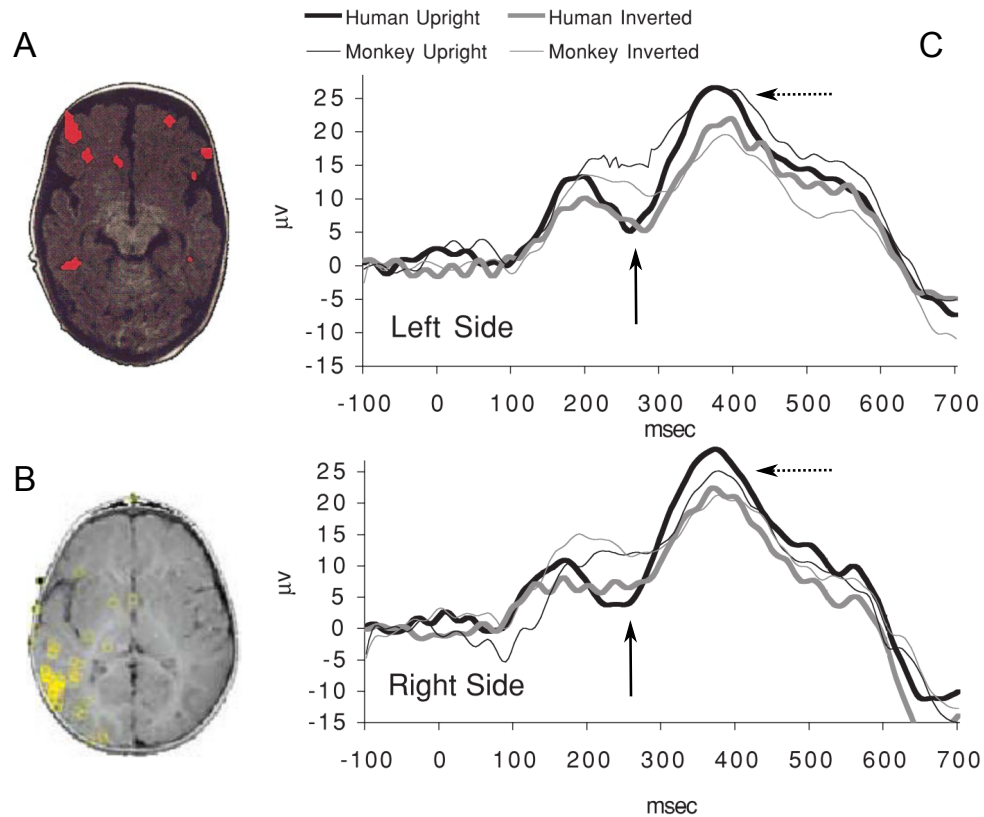 Human Upright Human Inverted
A Monkey Upright Monkey Inverted C
25
20
15
10
μv 5
0
-5
-10 Left Side
-15
-100 0 100 200 300 400 500 600 700
msec
B
25
20
15
10
μv 5
0
-5
-10 Right Side
-15
-100 0 100 200 300 400 500 600 700
msec